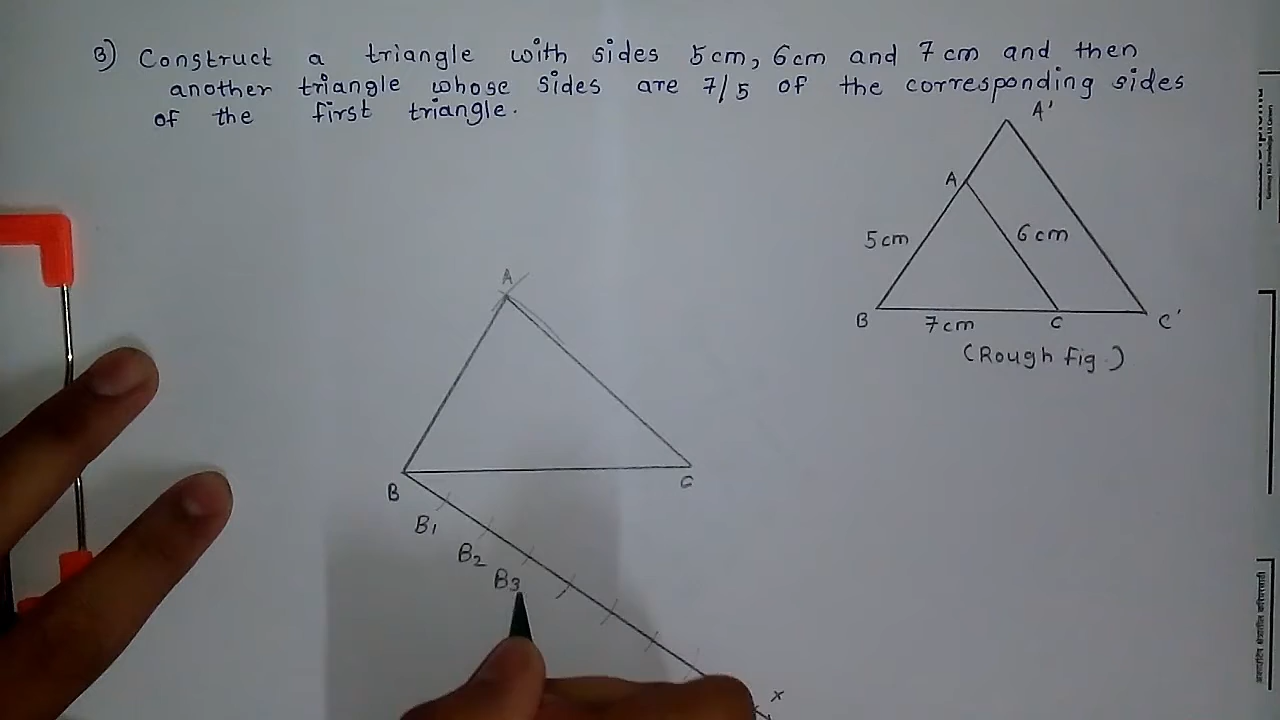 3) Construct a triangle with sides 5cm, 6cm and 7cm and then
another triangle whose sides are 7/5 of the corresponding sides
of the first triangle.
A'
A
5cm
6cm
B
7cm
C
C'
(Rough fig.)
A
B
C
B1
B2
B3
x